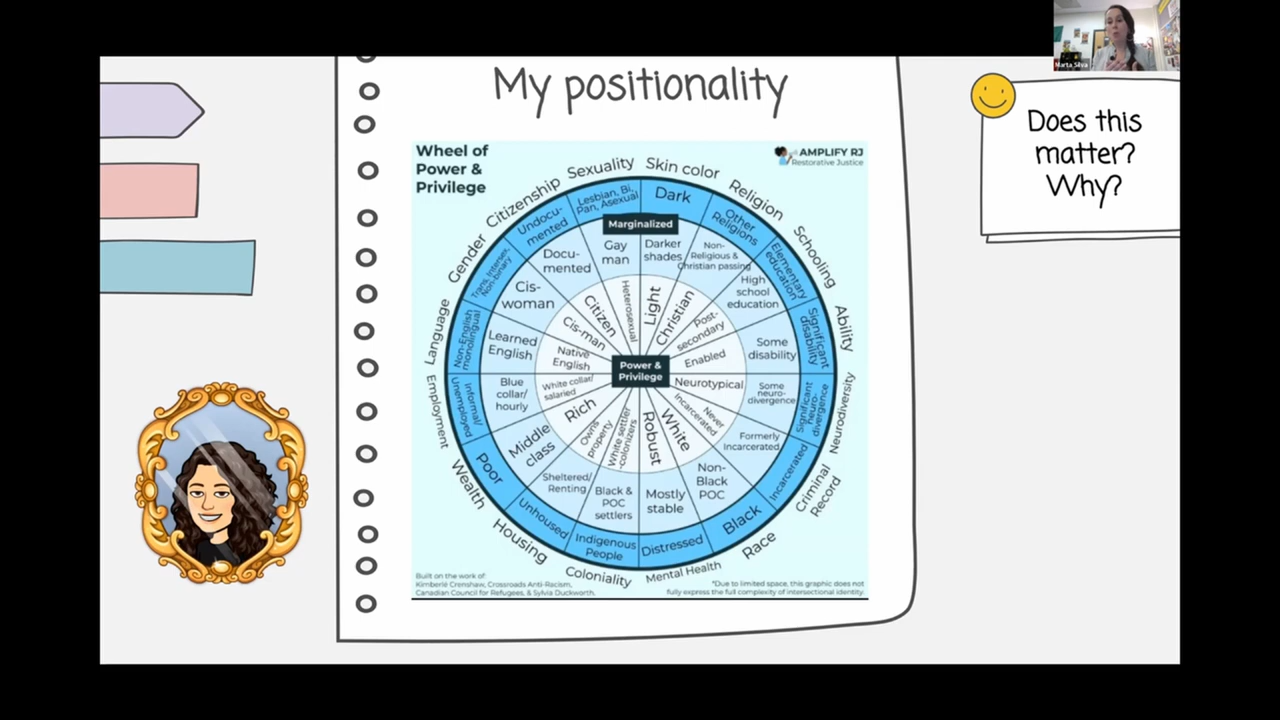 Marta Silva
My positionality
Does this
matter?
Why?
Wheel of
Power &
Privilege
AMPLIFY RJ
Restorative Justice
Sexuality
Skin color
Religion
Schooling
Ability
Neurodiversity
Criminal
Record
Race
Mental Health
Coloniality
Housing
Wealth
Employment
Language
Gender
Citizenship
Lesbian, Bi,
Pan, Asexual
Dark
Other
Religions
Elementary
education
Significant
disability
Significant
neuro-
divergence
Incarcerated
Black
Distressed
Indigenous
People
Unhoused
Poor
Informal/
Unemployed
Non-English
monolingual
Trans, Intersex,
Non-binary
Undocu-
mented
Marginalized
Gay
man
Darker
shades
Non-
Religious &
Christian passing
High
school
education
Some
disability
Some
neuro-
divergence
Formerly
Incarcerated
Non-
Black
POC
Mostly
stable
Black &
POC
settlers
Sheltered/
Renting
Middle
class
Blue
collar/
hourly
Learned
English
Cis-
woman
Docu-
mented
Heterosexual
Light
Christian
Post-
secondary
Enabled
Neurotypical
Never
Incarcerated
White
Robust
White settler
-colonizers
Owns
property
Rich
White collar/
salaried
Native
English
Cis-man
Citizen
Power &
Privilege
Built on the work of:
Kimberlé Crenshaw, Crossroads Anti-Racism,
Canadian Council for Refugees, & Sylvia Duckworth.
*Due to limited space, this graphic does not
fully express the full complexity of intersectional identity.